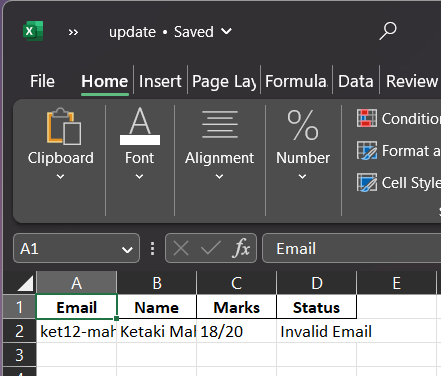 update • Saved
File Home Insert Page Lay Formula Data Review
Conditio
Format a
Cell Style
Clipboard Font Alignment Number
A1 fx Email
A B C D E
1 Email Name Marks Status
2 ket12-mah Ketaki Mal 18/20 Invalid Email
3